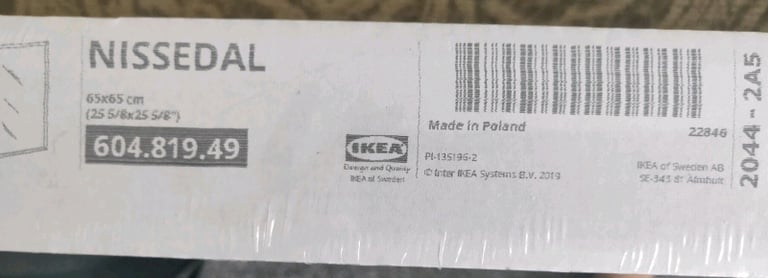 NISSEDAL
65x65 cm
(25 5/8x25 5/8")
604.819.49
IKEA
Design and Quality
IKEA of Sweden
Made in Poland
22846
PI-135196-2
© Inter IKEA Systems B.V. 2019
IKEA of Sweden AB
SE-343 81 Älmhult
2044-2A5